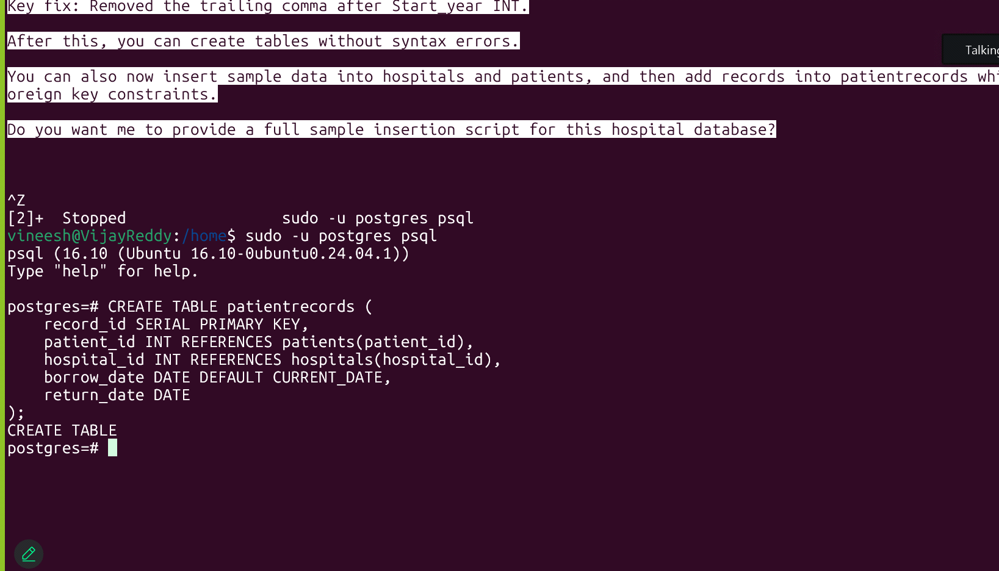 Key fix: Removed the trailing comma after Start_year INT.
After this, you can create tables without syntax errors.
Talking
You can also now insert sample data into hospitals and patients, and then add records into patientrecords whi
oreign key constraints.
Do you want me to provide a full sample insertion script for this hospital database?
^Z
[2]+  Stopped                 sudo -u postgres psql
vineesh@VijayReddy:/home$ sudo -u postgres psql
psql (16.10 (Ubuntu 16.10-0ubuntu0.24.04.1))
Type "help" for help.
postgres=# CREATE TABLE patientrecords (
    record_id SERIAL PRIMARY KEY,
    patient_id INT REFERENCES patients(patient_id),
    hospital_id INT REFERENCES hospitals(hospital_id),
    borrow_date DATE DEFAULT CURRENT_DATE,
    return_date DATE
);
CREATE TABLE
postgres=#